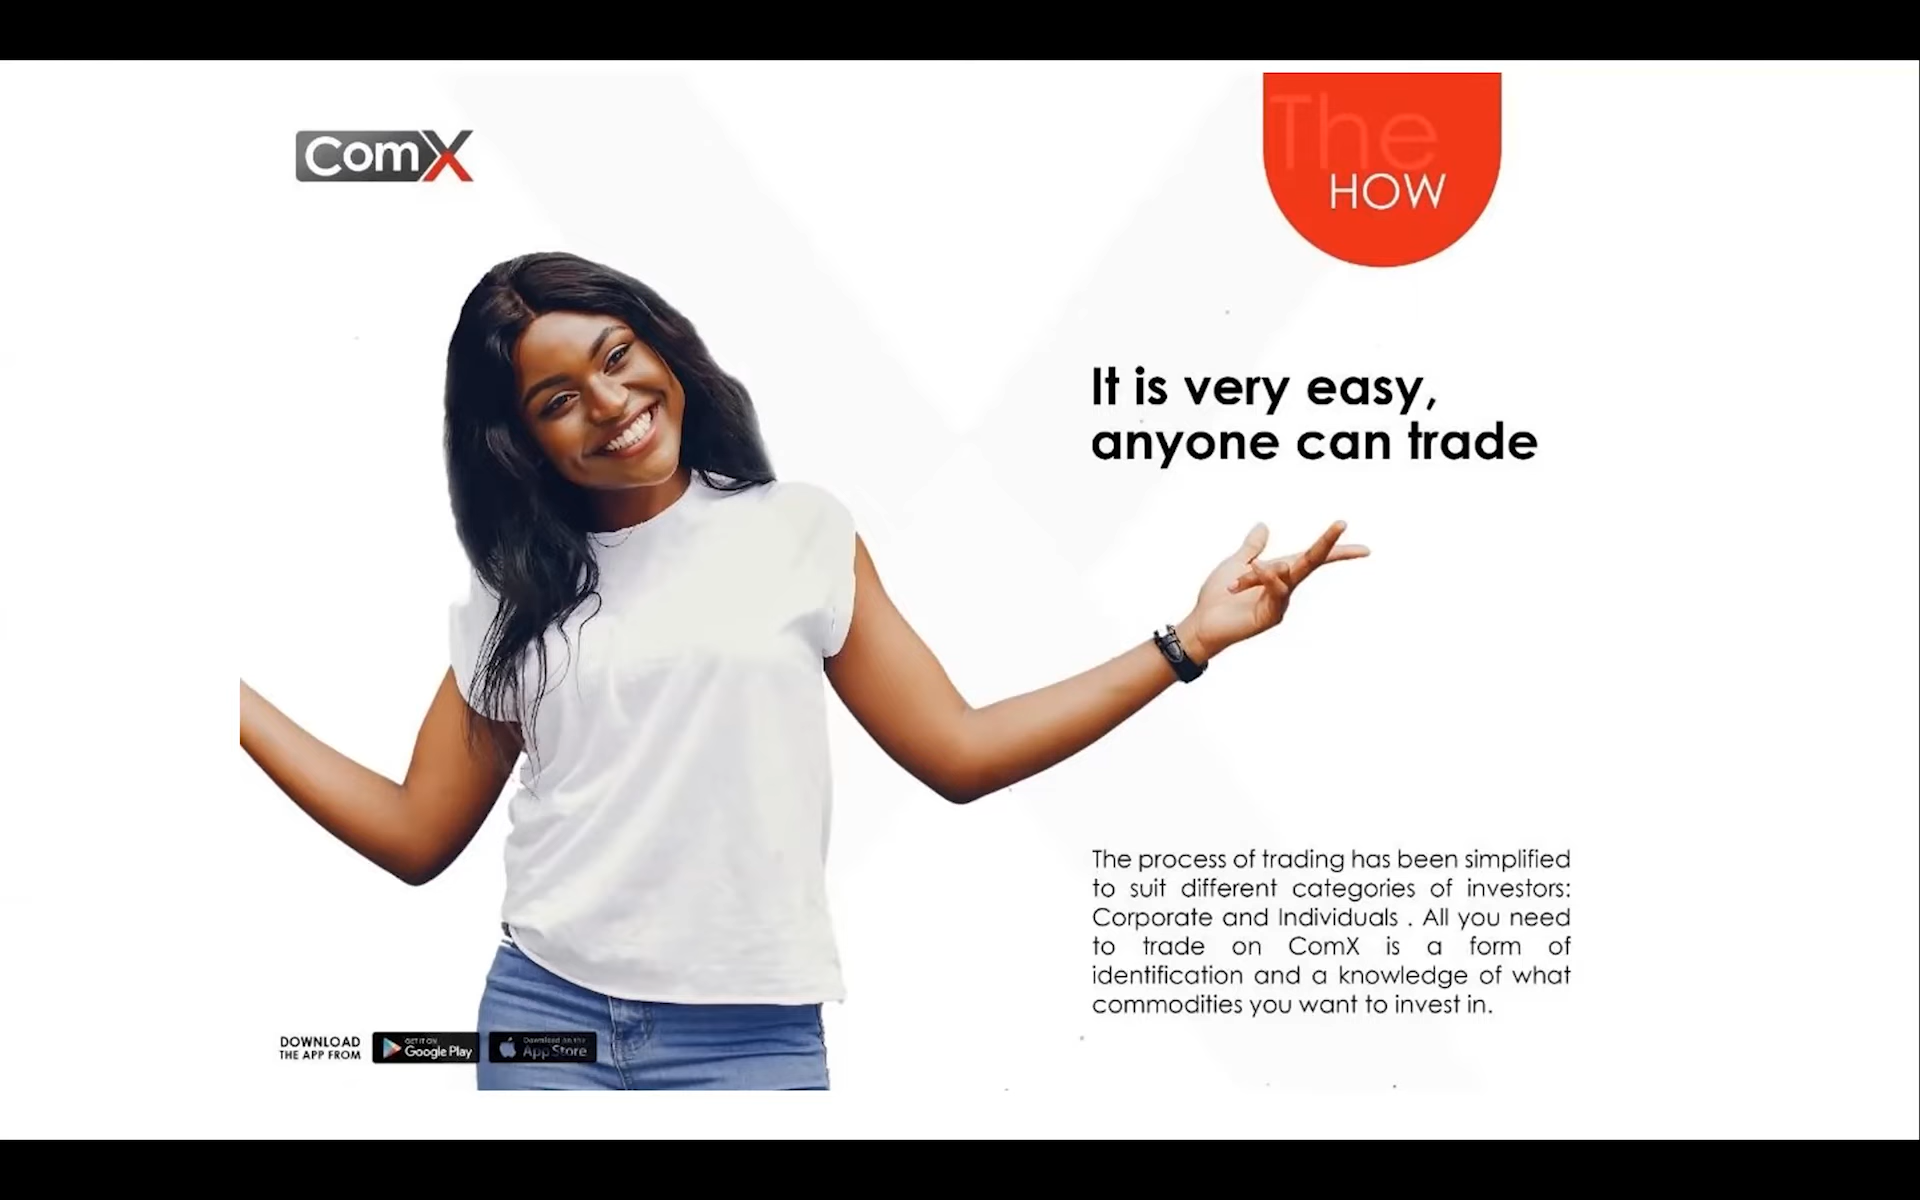 ComX
The
HOW
It is very easy,
anyone can trade
The process of trading has been simplified
to suit different categories of investors:
Corporate and Individuals . All you need
to trade on ComX is a form of
identification and a knowledge of what
commodities you want to invest in.
DOWNLOAD
THE APP FROM
GET IT ON
Google Play
Download on the
App Store